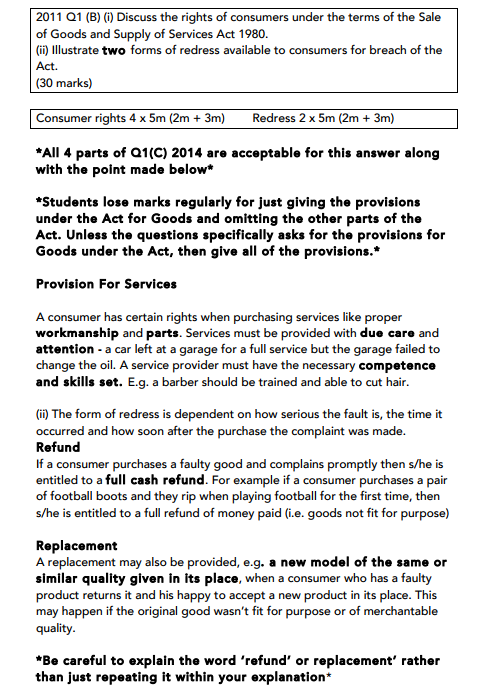 2011 Q1 (B) (i) Discuss the rights of consumers under the terms of the Sale
of Goods and Supply of Services Act 1980.
(ii) Illustrate two forms of redress available to consumers for breach of the
Act.
(30 marks)
Consumer rights 4 x 5m (2m + 3m) Redress 2 x 5m (2m + 3m)
*All 4 parts of Q1(C) 2014 are acceptable for this answer along
with the point made below*
*Students lose marks regularly for just giving the provisions
under the Act for Goods and omitting the other parts of the
Act. Unless the questions specifically asks for the provisions for
Goods under the Act, then give all of the provisions.*
Provision For Services
A consumer has certain rights when purchasing services like proper
workmanship and parts. Services must be provided with due care and
attention - a car left at a garage for a full service but the garage failed to
change the oil. A service provider must have the necessary competence
and skills set. E.g. a barber should be trained and able to cut hair.
(ii) The form of redress is dependent on how serious the fault is, the time it
occurred and how soon after the purchase the complaint was made.
Refund
If a consumer purchases a faulty good and complains promptly then s/he is
entitled to a full cash refund. For example if a consumer purchases a pair
of football boots and they rip when playing football for the first time, then
s/he is entitled to a full refund of money paid (i.e. goods not fit for purpose)
Replacement
A replacement may also be provided, e.g. a new model of the same or
similar quality given in its place, when a consumer who has a faulty
product returns it and his happy to accept a new product in its place. This
may happen if the original good wasn't fit for purpose or of merchantable
quality.
*Be careful to explain the word 'refund' or replacement' rather
than just repeating it within your explanation*